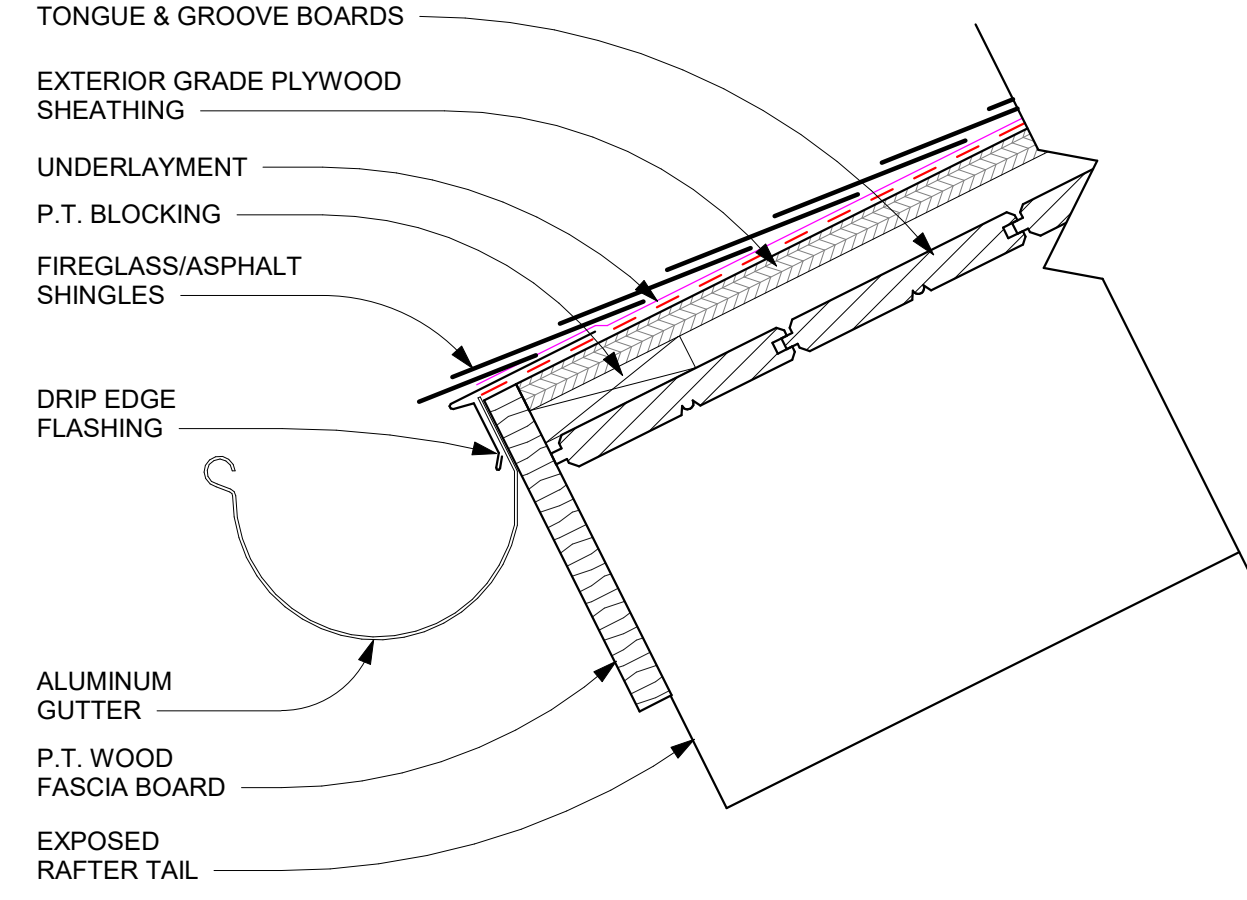 TONGUE & GROOVE BOARDS
EXTERIOR GRADE PLYWOOD
SHEATHING
UNDERLAYMENT
P.T. BLOCKING
FIREGLASS/ASPHALT
SHINGLES
DRIP EDGE
FLASHING
ALUMINUM
GUTTER
P.T. WOOD
FASCIA BOARD
EXPOSED
RAFTER TAIL